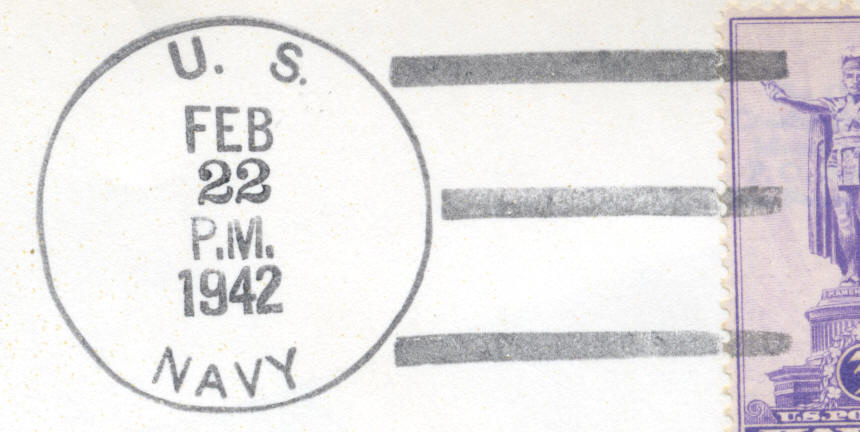 U. S.
FEB
22
P.M.
1942
NAVY
U.S.PO